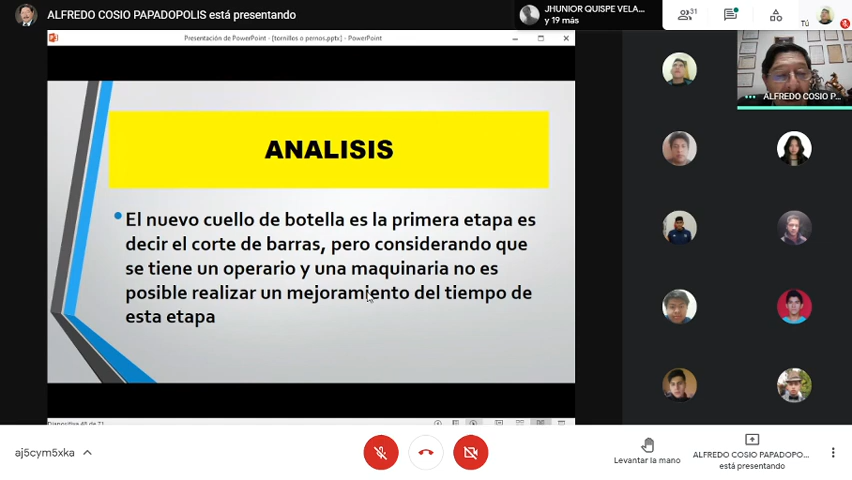 ALFREDO COSIO PAPADOPOLIS está presentando
JHUNIOR QUISPE VELA...
y 19 más
31
Tú
Presentación de PowerPoint - [tornillos o pernos.pptx] - PowerPoint
ALFREDO COSIO P...
ANALISIS
El nuevo cuello de botella es la primera etapa es
decir el corte de barras, pero considerando que
se tiene un operario y una maquinaria no es
posible realizar un mejoramiento del tiempo de
esta etapa
aj5cym5xka
Levantar la mano
ALFREDO COSIO PAPADOPO...
está presentando